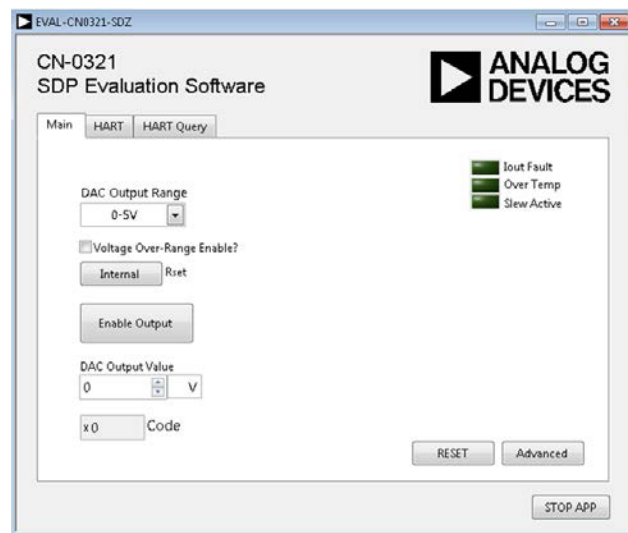 EVAL-CN0321-SDZ
CN-0321
SDP Evaluation Software
ANALOG
DEVICES
Main HART HART Query
Iout Fault
Over Temp
Slew Active
DAC Output Range
0-5V
Voltage Over-Range Enable?
Internal Rset
Enable Output
DAC Output Value
0 V
x 0 Code
RESET Advanced
STOP APP